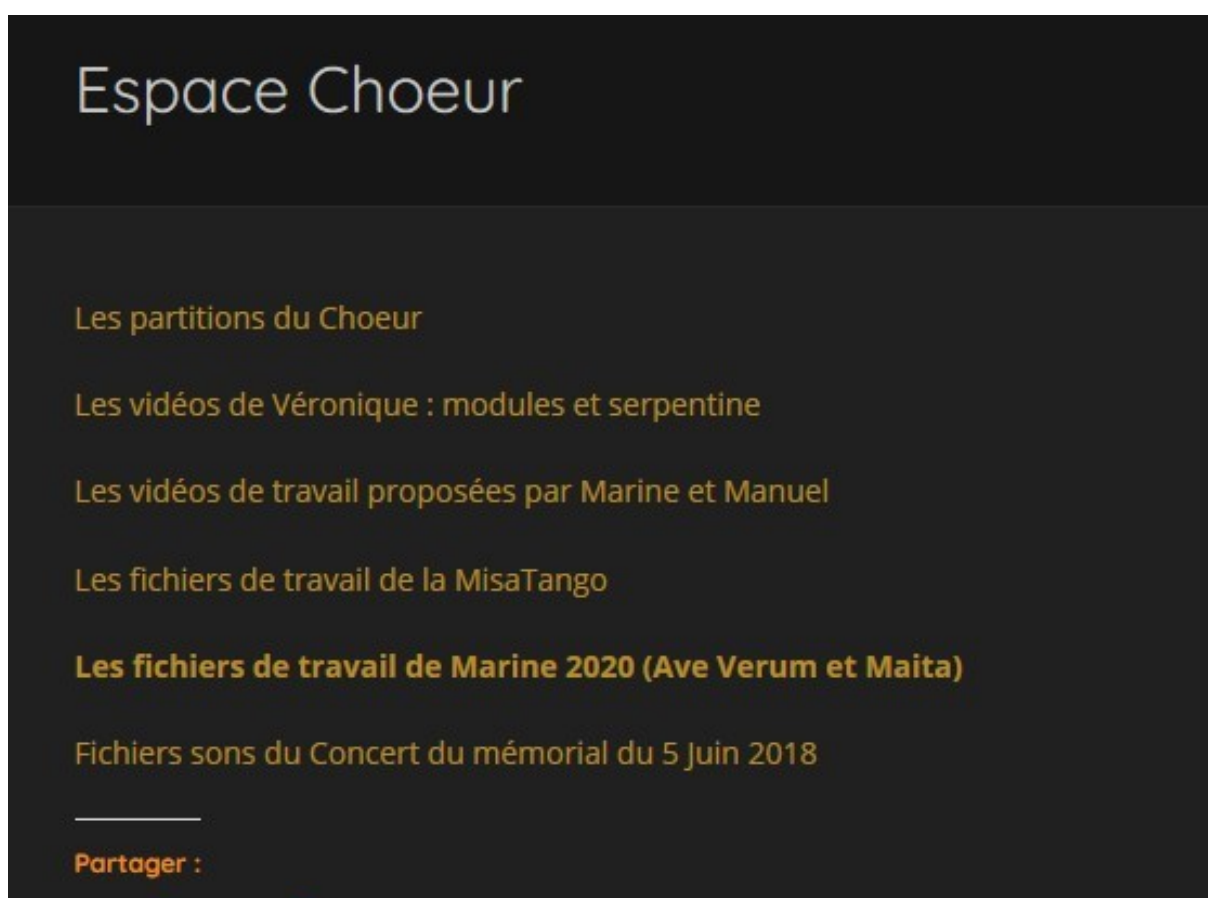 Espace Choeur
Les partitions du Choeur
Les vidéos de Véronique : modules et serpentine
Les vidéos de travail proposées par Marine et Manuel
Les fichiers de travail de la MisaTango
Les fichiers de travail de Marine 2020 (Ave Verum et Maita)
Fichiers sons du Concert du mémorial du 5 Juin 2018
Partager :